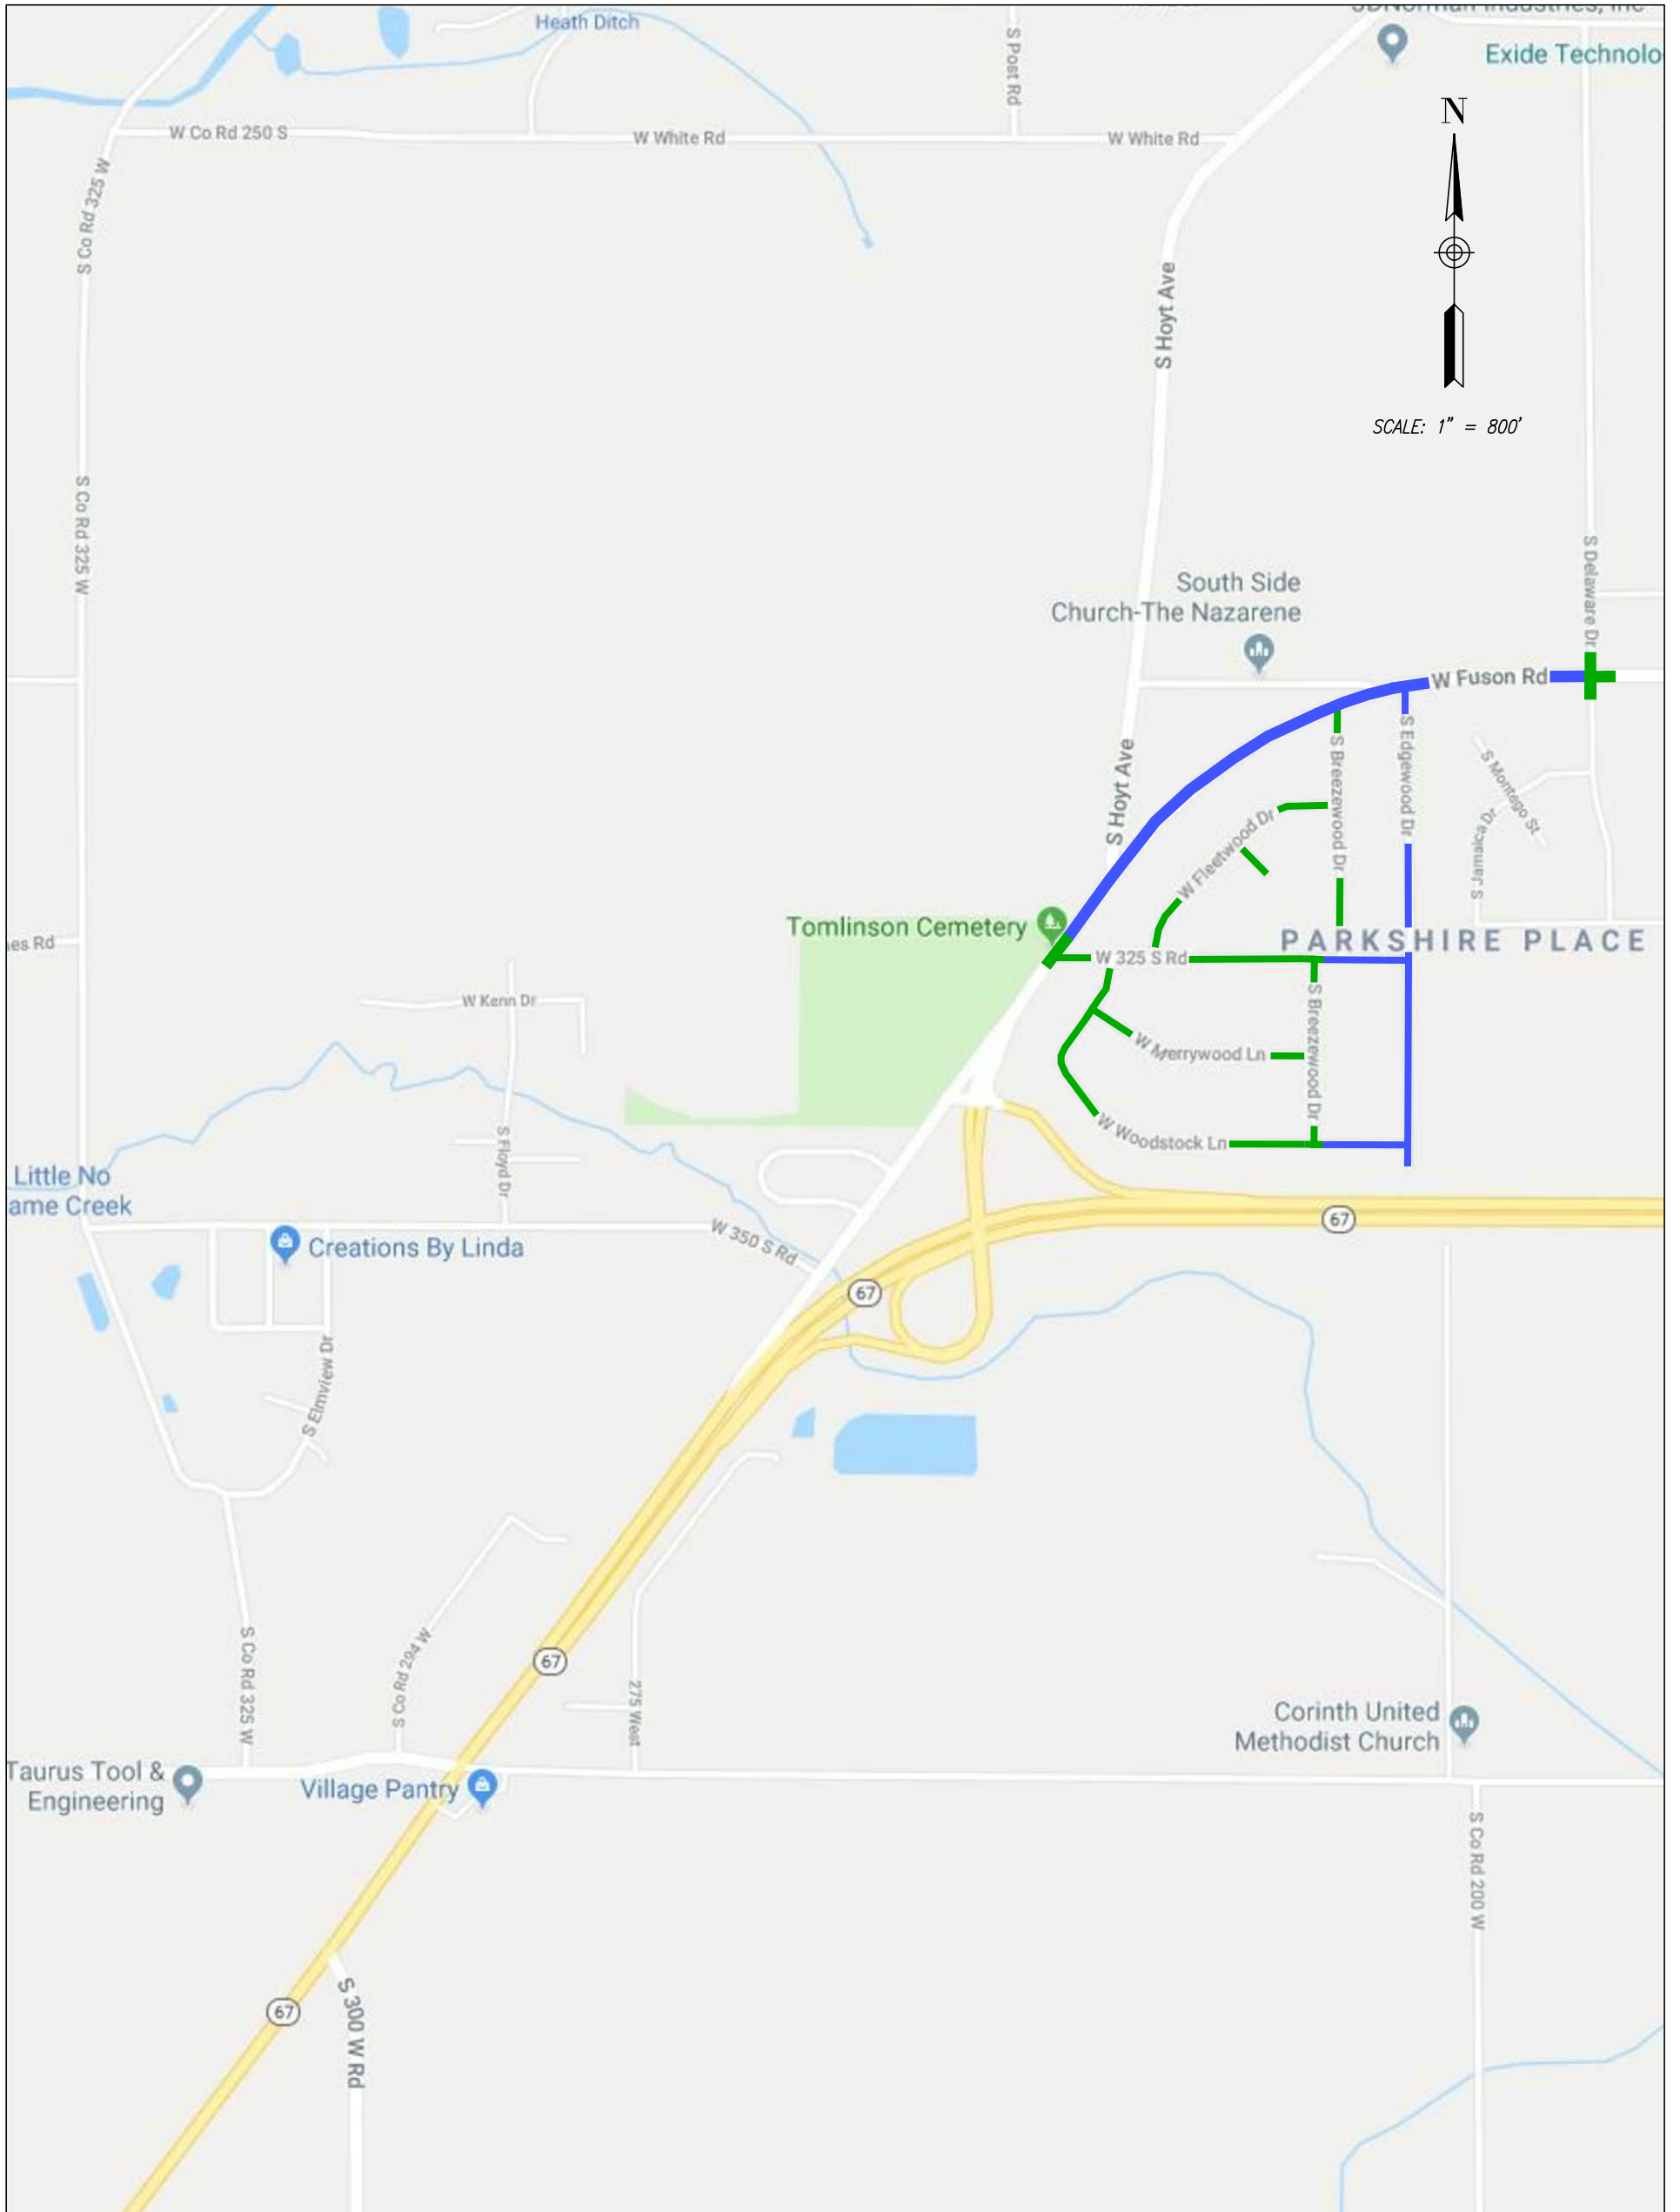 Heath Ditch
S Post Rd
Exide Technolo
N
W Co Rd 250 S
W White Rd
W White Rd
S Co Rd 325 W
S Hoyt Ave
SCALE: 1" = 800'
S Co Rd 325 W
S Delaware Dr
South Side
Church-The Nazarene
W Fuson Rd
S Hoyt Ave
S Breezewood Dr
S Edgewood Dr
S Montego St
S Jamaica Dr
W Fleetwood Dr
Tomlinson Cemetery
es Rd
PARKSHIRE PLACE
W 325 S Rd
W Kenn Dr
S Breezewood Dr
W Merrywood Ln
W Woodstock Ln
S Floyd Dr
Little No
ame Creek
W 350 S Rd
67
Creations By Linda
67
S Elmview Dr
S Co Rd 325 W
S Co Rd 294 W
67
275 West
Corinth United
Methodist Church
Taurus Tool &
Engineering
Village Pantry
S Co Rd 200 W
67
S 300 W Rd